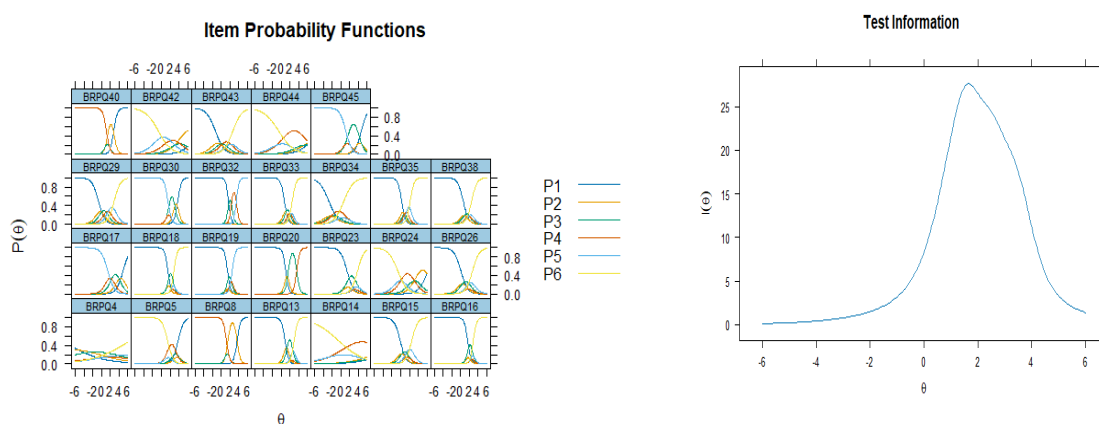 Item Probability Functions
-6 -2 0 2 4 6 -6 -2 0 2 4 6
BRPQ40 BRPQ42 BRPQ43 BRPQ44 BRPQ45
0.8
0.4
0.0
BRPQ29 BRPQ30 BRPQ32 BRPQ33 BRPQ34 BRPQ35 BRPQ38
0.8
0.4
0.0
BRPQ17 BRPQ18 BRPQ19 BRPQ20 BRPQ23 BRPQ24 BRPQ26
0.8
0.4
0.0
BRPQ4 BRPQ5 BRPQ8 BRPQ13 BRPQ14 BRPQ15 BRPQ16
0.8
0.4
0.0
-6 -2 0 2 4 6 -6 -2 0 2 4 6 -6 -2 0 2 4 6 -6 -2 0 2 4 6
P(θ)
θ
P1
P2
P3
P4
P5
P6
Test Information
25
20
15
10
5
0
I(θ)
-6 -4 -2 0 2 4 6
θ